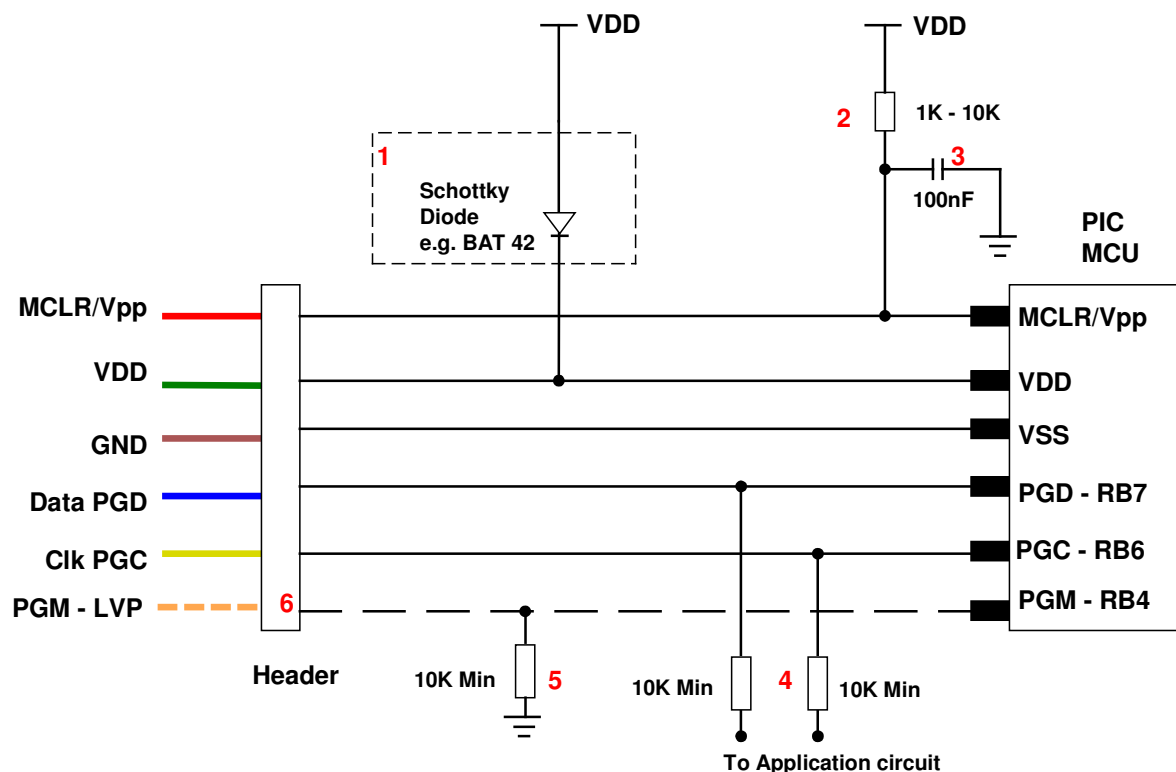 VDD
VDD
1
2
1K - 10K
3
100nF
Schottky
Diode
e.g. BAT 42
PIC
MCU
MCLR/Vpp
MCLR/Vpp
VDD
VDD
GND
VSS
Data PGD
PGD - RB7
Clk PGC
PGC - RB6
PGM - LVP
6
PGM - RB4
Header
10K Min
5
10K Min
4
10K Min
To Application circuit